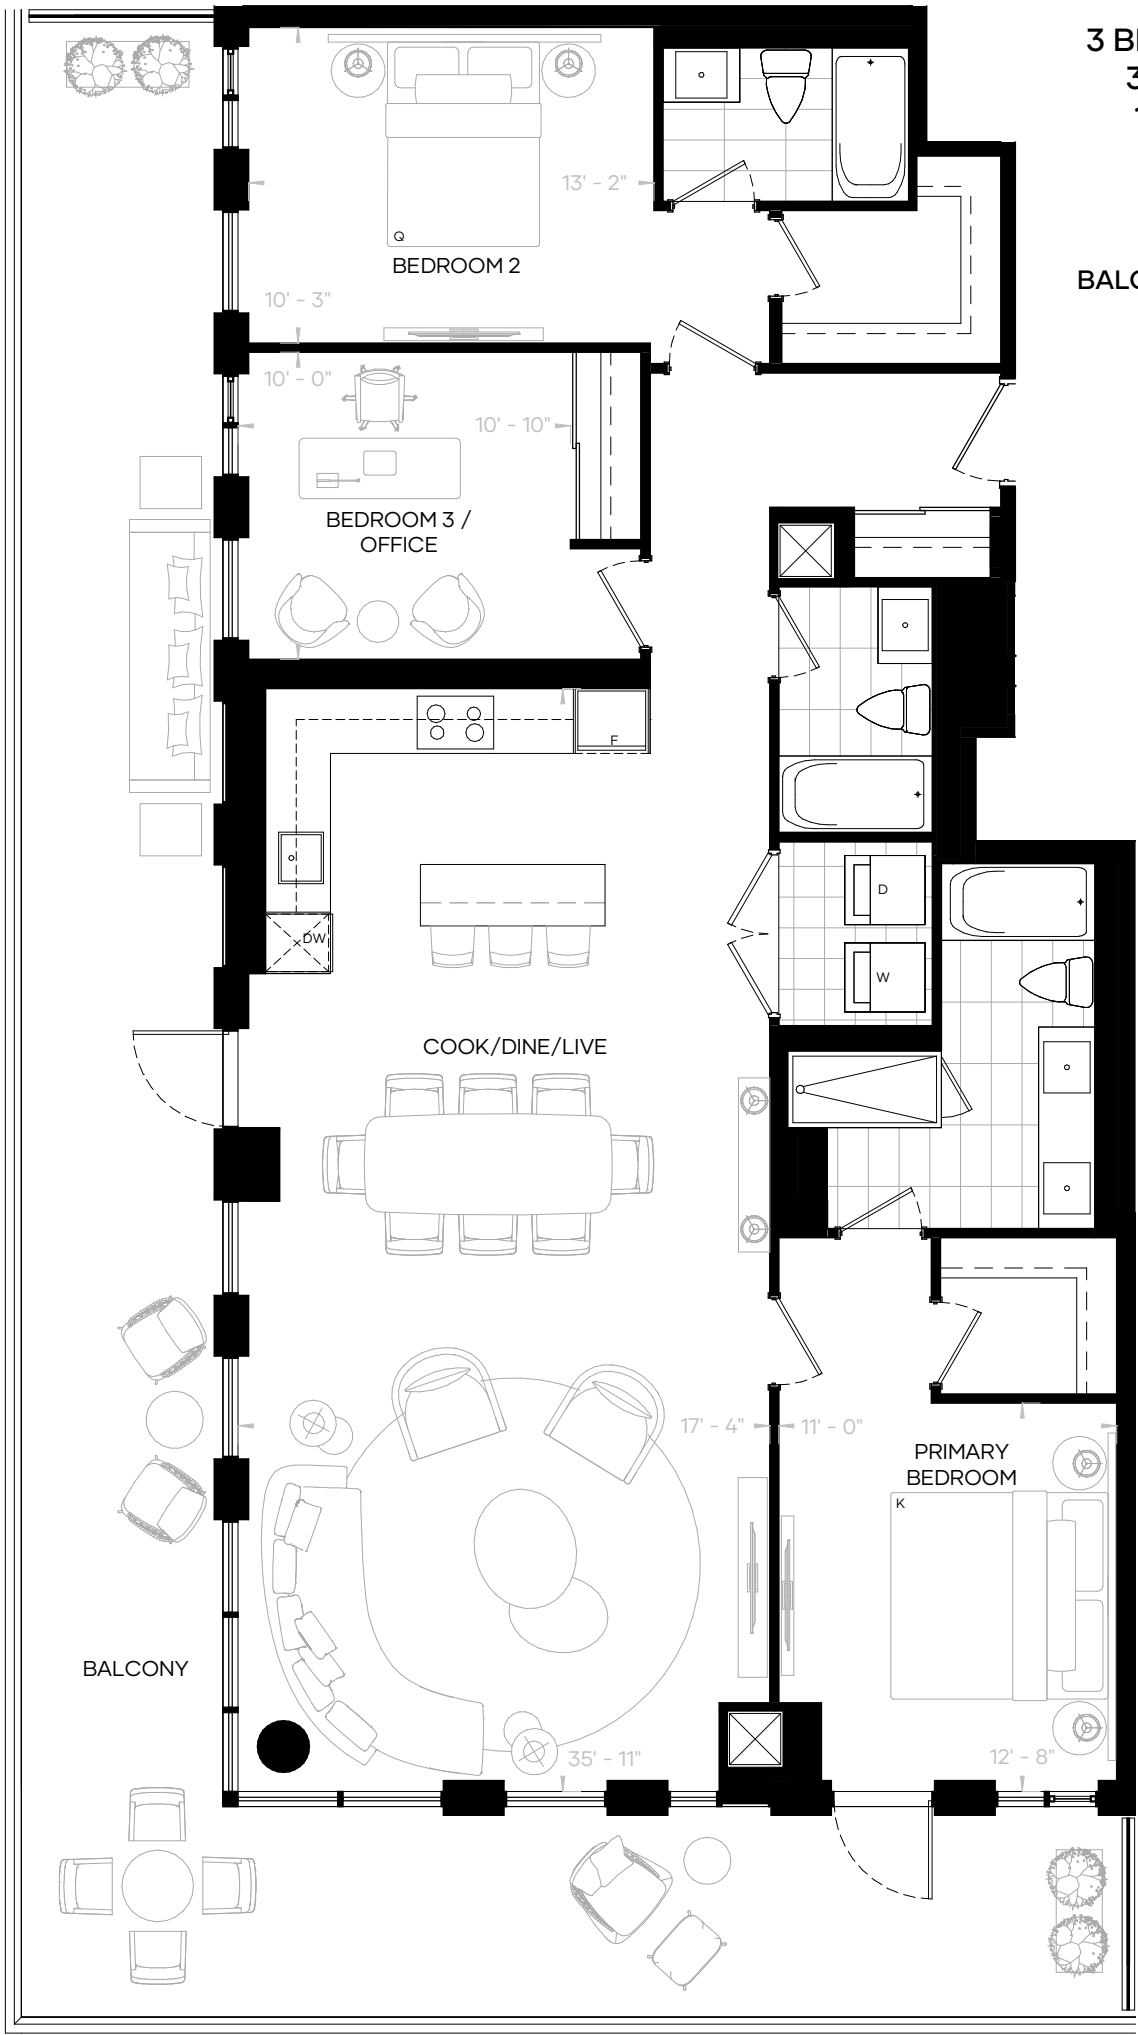 3 B
3
BALC
13' - 2"
Q
BEDROOM 2
10' - 3"
10' - 0"
10' - 10"
BEDROOM 3 /
OFFICE
F
DW
D
W
COOK/DINE/LIVE
17' - 4"
11' - 0"
PRIMARY
BEDROOM
K
BALCONY
35' - 11"
12' - 8"